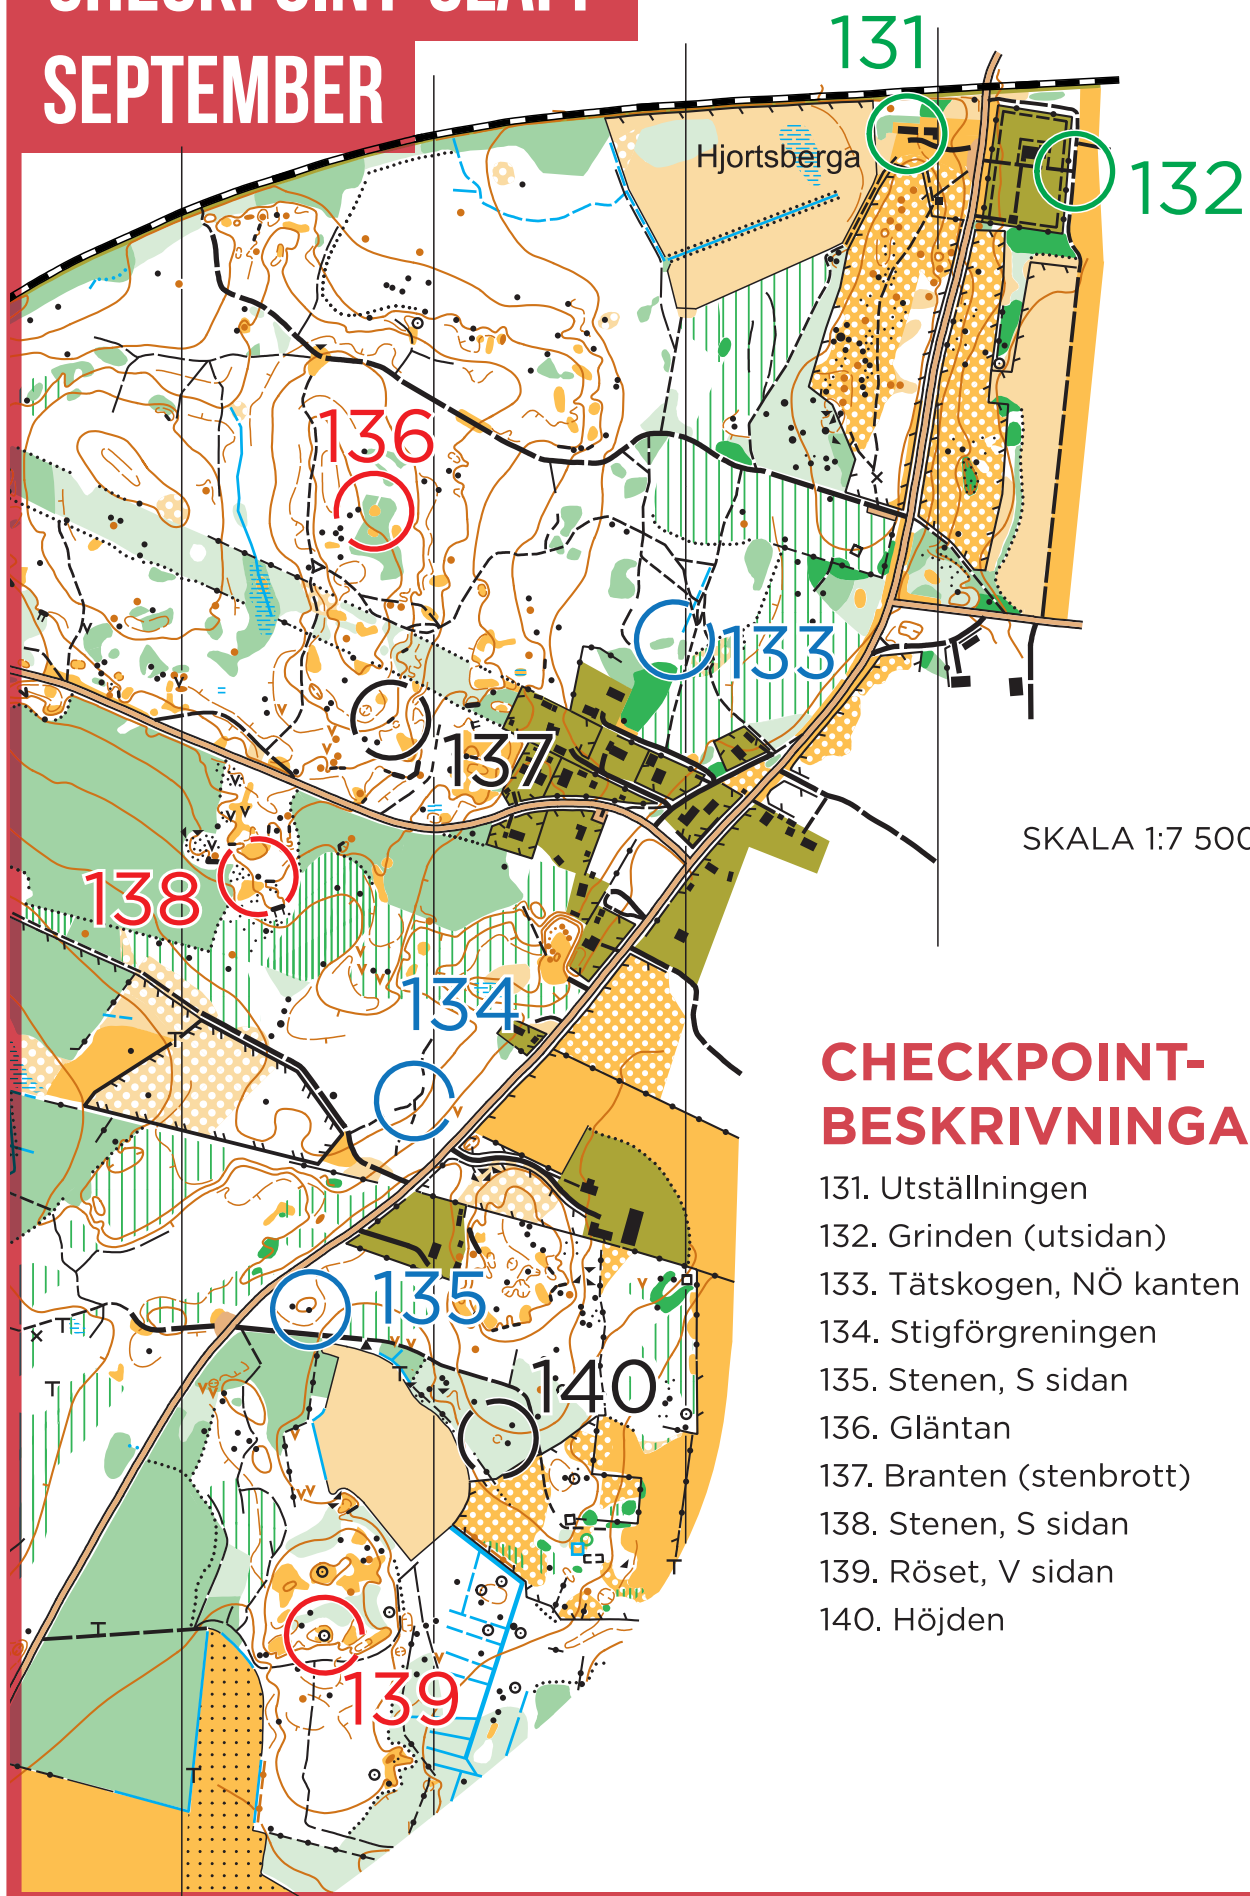 SEPTEMBER
131
Hjortsberga
132
136
133
137
SKALA 1:7 500
138
134
CHECKPOINT-
BESKRIVNINGA
131. Utställningen
132. Grinden (utsidan)
133. Tätskogen, NÖ kanten
134. Stigförgreningen
135. Stenen, S sidan
136. Gläntan
137. Branten (stenbrott)
138. Stenen, S sidan
139. Röset, V sidan
140. Höjden
135
140
139